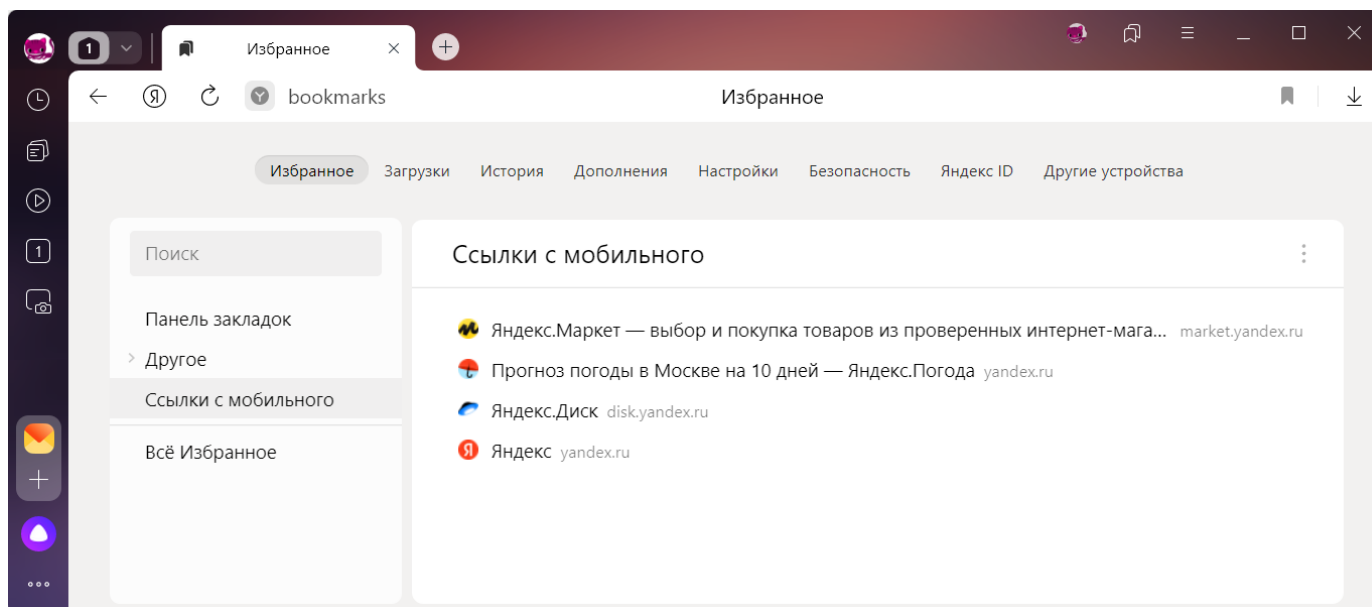 1
Избранное
bookmarks
Избранное
Избранное Загрузки История Дополнения Настройки Безопасность Яндекс ID Другие устройства
1
Поиск
Панель закладок
Другое
Ссылки с мобильного
Всё Избранное
Ссылки с мобильного
Яндекс.Маркет — выбор и покупка товаров из проверенных интернет-мага... market.yandex.ru
Прогноз погоды в Москве на 10 дней — Яндекс.Погода yandex.ru
Яндекс.Диск disk.yandex.ru
Яндекс yandex.ru